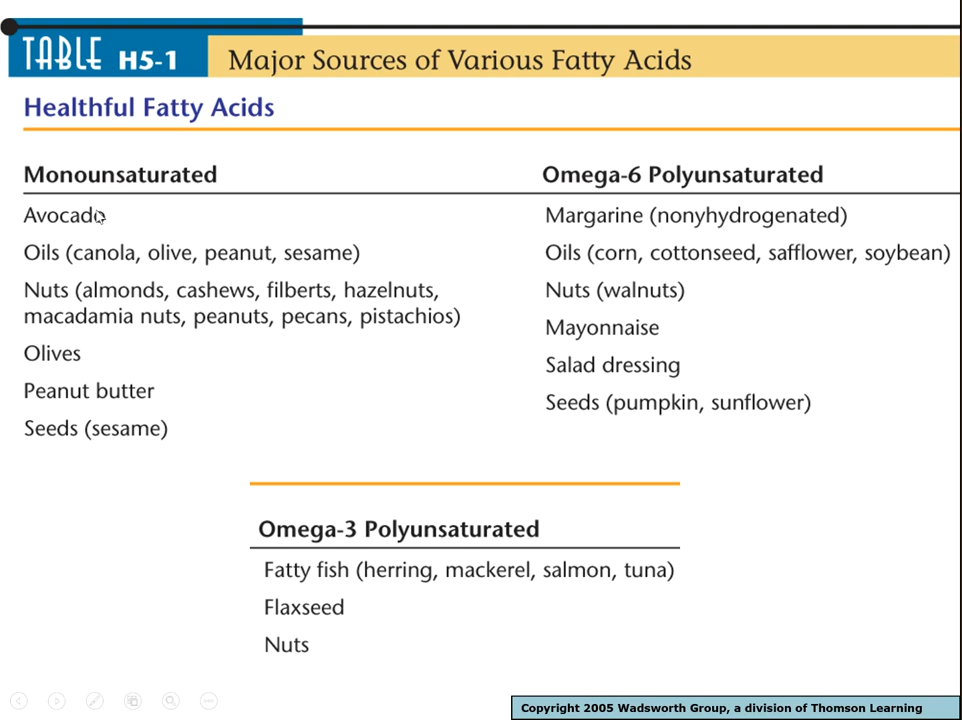 TABLE H5-1 Major Sources of Various Fatty Acids
Healthful Fatty Acids
Monounsaturated
Avocado
Oils (canola, olive, peanut, sesame)
Nuts (almonds, cashews, filberts, hazelnuts,
macadamia nuts, peanuts, pecans, pistachios)
Olives
Peanut butter
Seeds (sesame)
Omega-6 Polyunsaturated
Margarine (nonyhydrogenated)
Oils (corn, cottonseed, safflower, soybean)
Nuts (walnuts)
Mayonnaise
Salad dressing
Seeds (pumpkin, sunflower)
Omega-3 Polyunsaturated
Fatty fish (herring, mackerel, salmon, tuna)
Flaxseed
Nuts
Copyright 2005 Wadsworth Group, a division of Thomson Learning